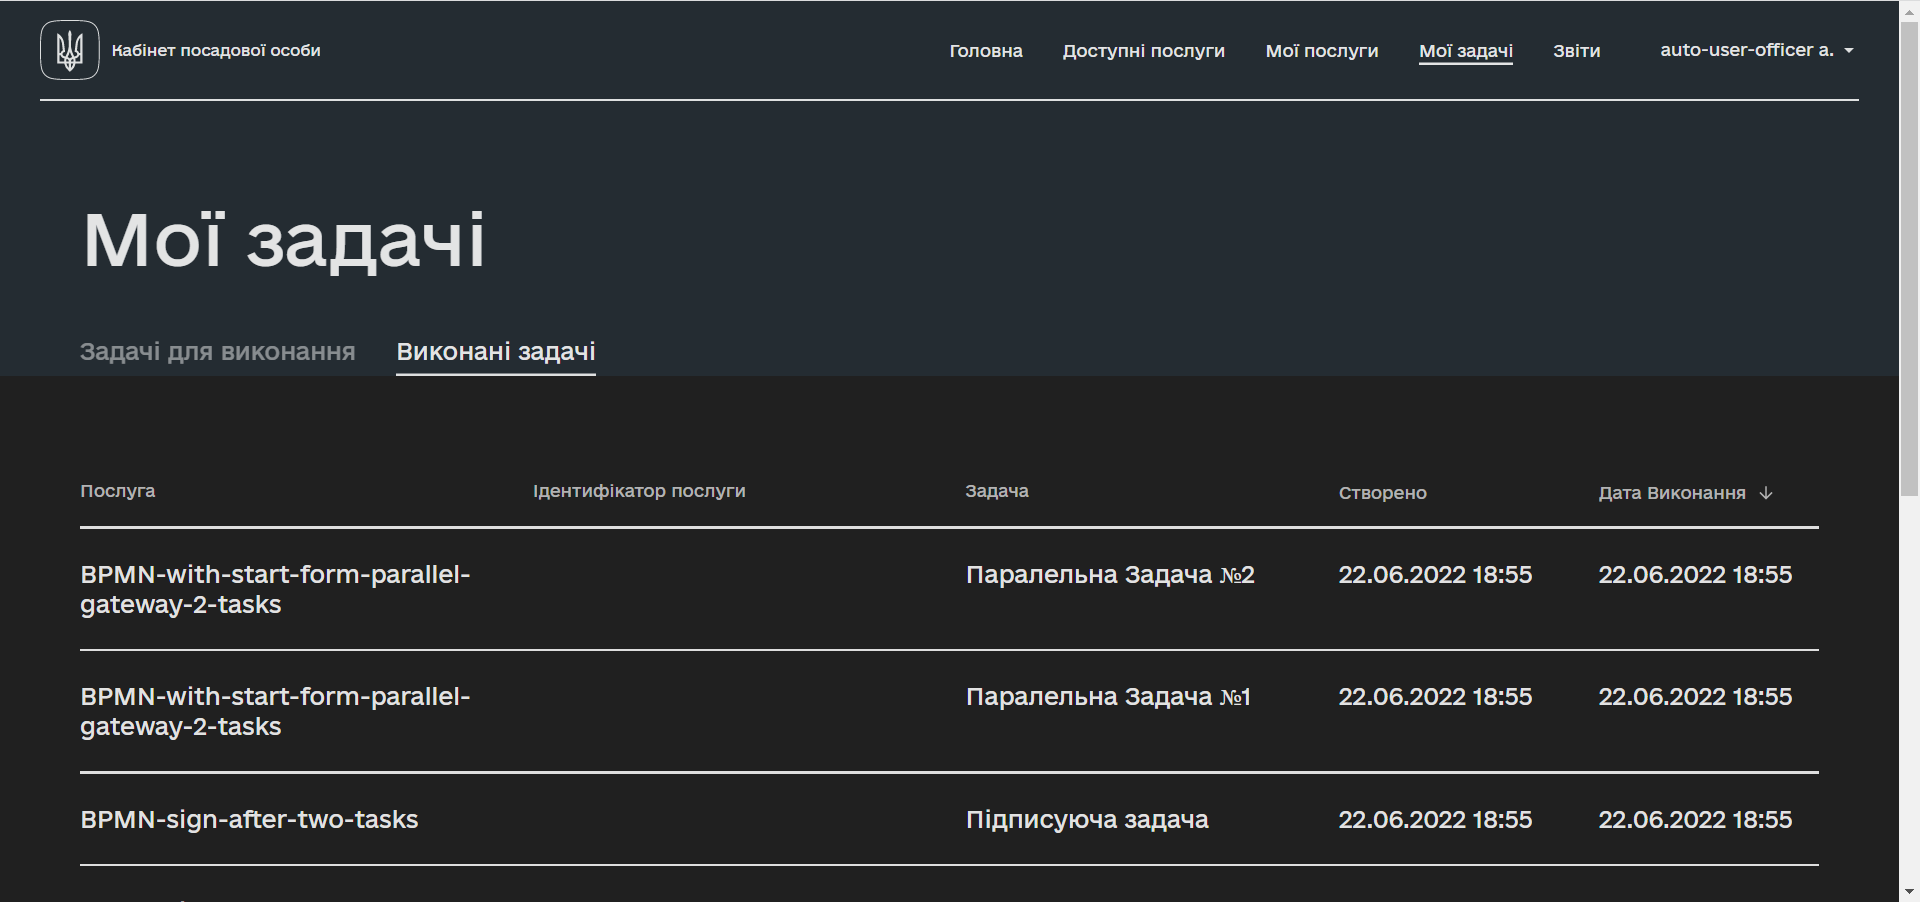 Кабінет посадової особи
Головна Доступні послуги Мої послуги Мої задачі Звіти auto-user-officer a.
Мої задачі
Задачі для виконання Виконані задачі
Послуга Ідентифікатор послуги Задача Створено Дата Виконання
BPMN-with-start-form-parallel-
gateway-2-tasks
Паралельна Задача №2 22.06.2022 18:55 22.06.2022 18:55
BPMN-with-start-form-parallel-
gateway-2-tasks
Паралельна Задача №1 22.06.2022 18:55 22.06.2022 18:55
BPMN-sign-after-two-tasks Підписуюча задача 22.06.2022 18:55 22.06.2022 18:55